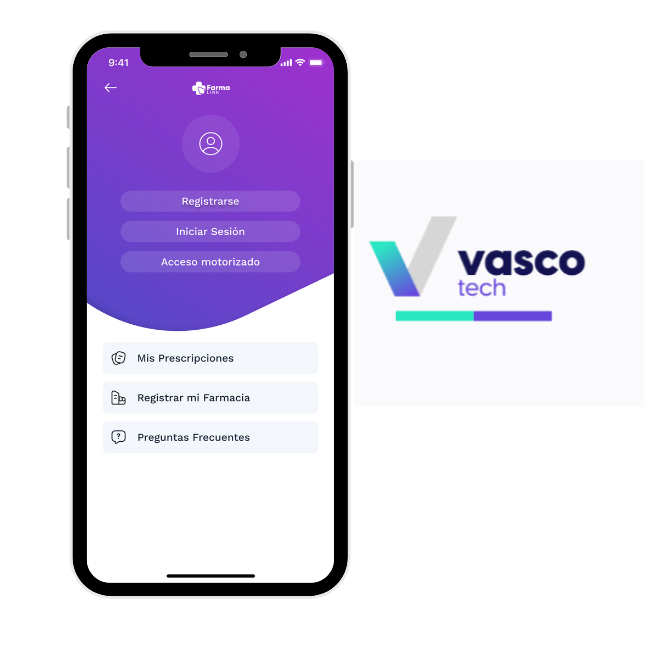 9:41
Farma
LINK
Registrarse
Iniciar Sesión
Acceso motorizado
Mis Prescripciones
Registrar mi Farmacia
Preguntas Frecuentes
vasco
tech